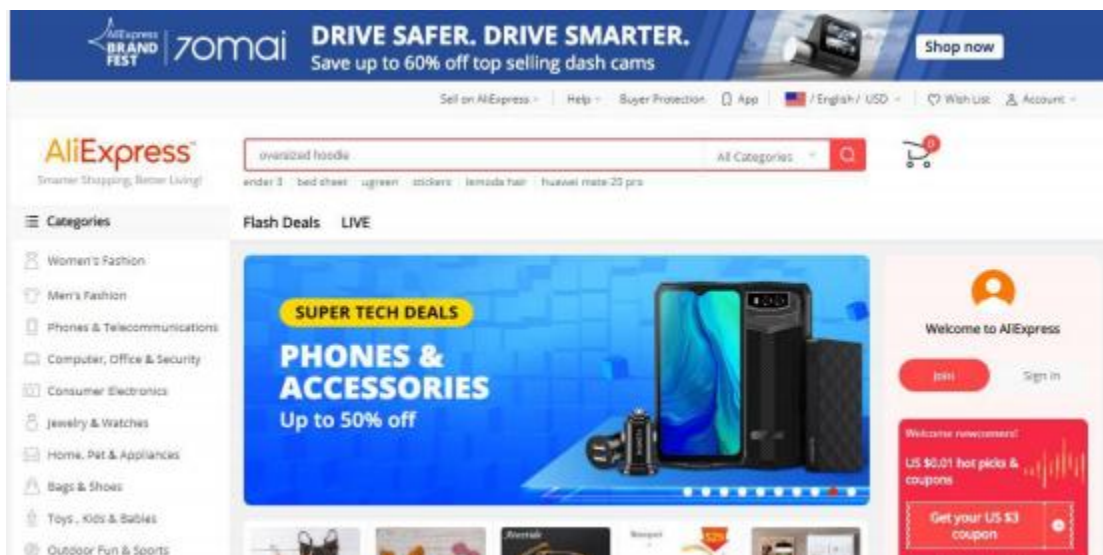 AliExpress
BRAND
FEST
70mai
DRIVE SAFER. DRIVE SMARTER.
Save up to 60% off top selling dash cams
Shop now
Sell on AliExpress
Help
Buyer Protection
App
/ English / USD
Wish List
Account
AliExpress
Smarter Shopping, Better Living!
oversized hoodie
All Categories
0
ender 3 bed sheet ugreen stickers lemoda hair huawei mate 25 pro
Categories
Flash Deals LIVE
Women's Fashion
Men's Fashion
Phones & Telecommunications
Computer, Office & Security
Consumer Electronics
Jewelry & Watches
Home, Pet & Appliances
Bags & Shoes
Toys , Kids & Babies
Outdoor Fun & Sports
SUPER TECH DEALS
PHONES &
ACCESSORIES
Up to 50% off
Welcome to AliExpress
Join
Sign in
Welcome newcomers!
US $0.01 hot picks &
coupons
Get your US $3
coupon